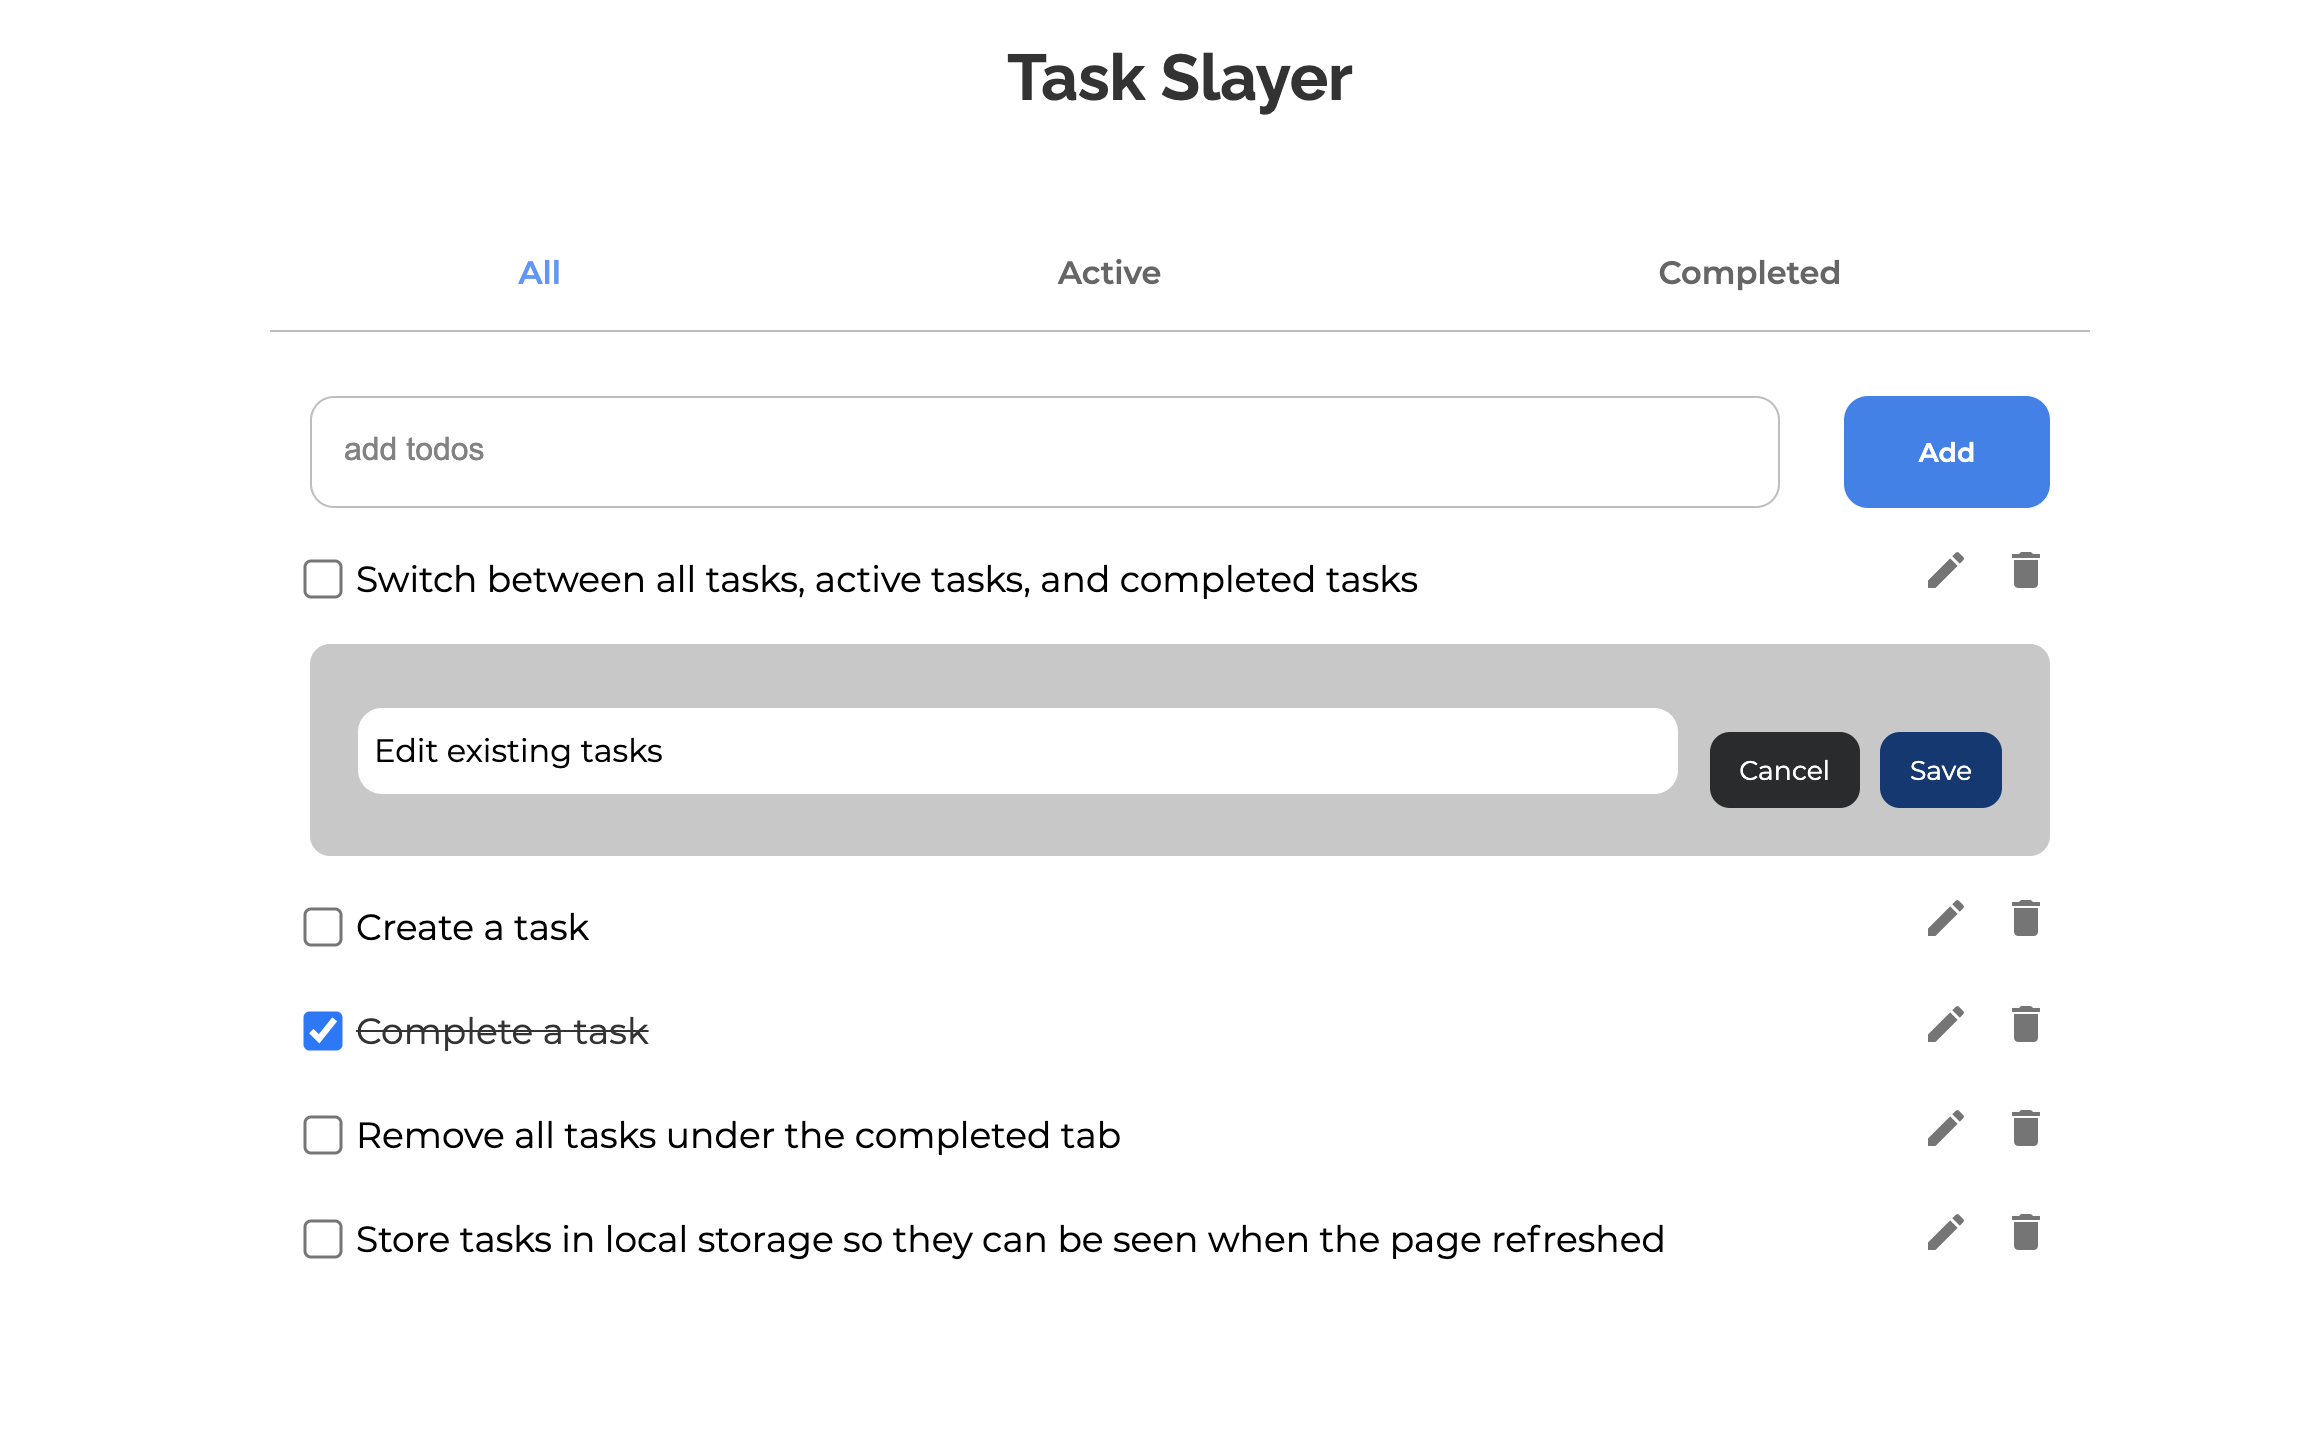 Task Slayer
All Active Completed
add todos Add
Switch between all tasks, active tasks, and completed tasks
Edit existing tasks Cancel Save
Create a task
Complete a task
Remove all tasks under the completed tab
Store tasks in local storage so they can be seen when the page refreshed